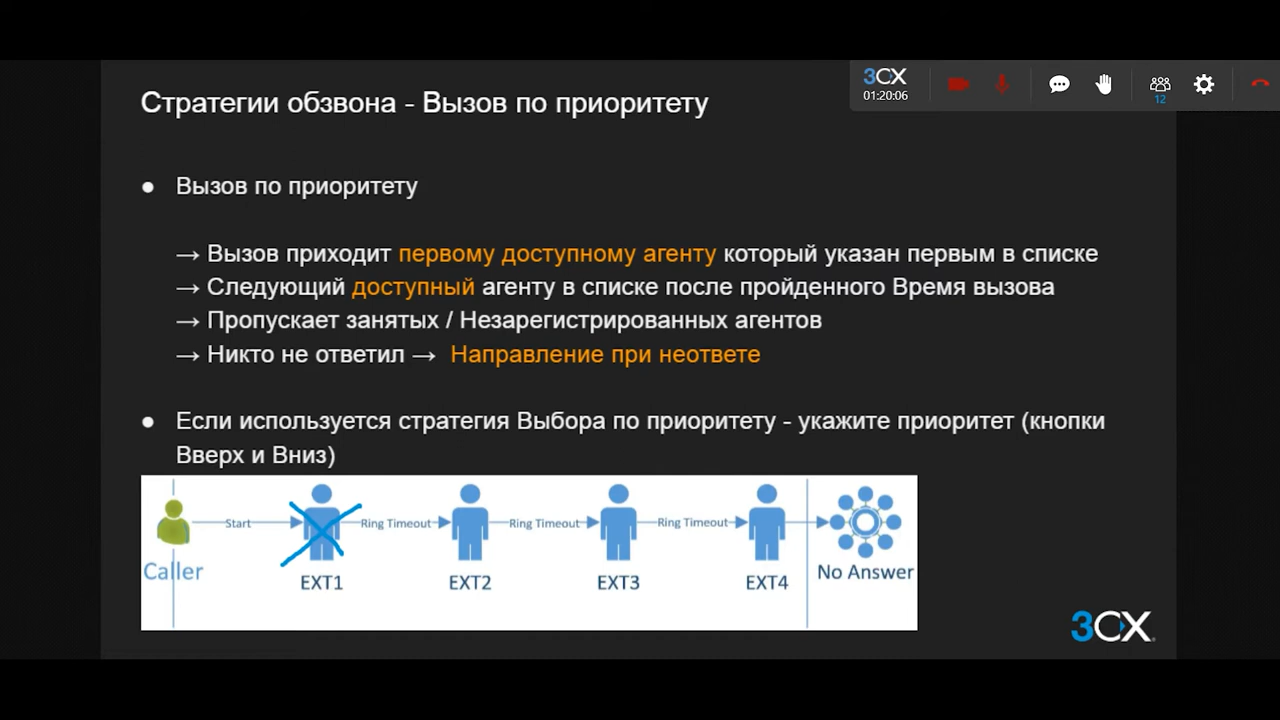 3CX
01:20:06
12
Стратегии обзвона - Вызов по приоритету
● Вызов по приоритету
→ Вызов приходит первому доступному агенту который указан первым в списке
→ Следующий доступный агенту в списке после пройденного Время вызова
→ Пропускает занятых / Незарегистрированных агентов
→ Никто не ответил → Направление при неответе
● Если используется стратегия Выбора по приоритету - укажите приоритет (кнопки
Вверх и Вниз)
Start Ring Timeout Ring Timeout Ring Timeout
Caller EXT1 EXT2 EXT3 EXT4 No Answer
3CX